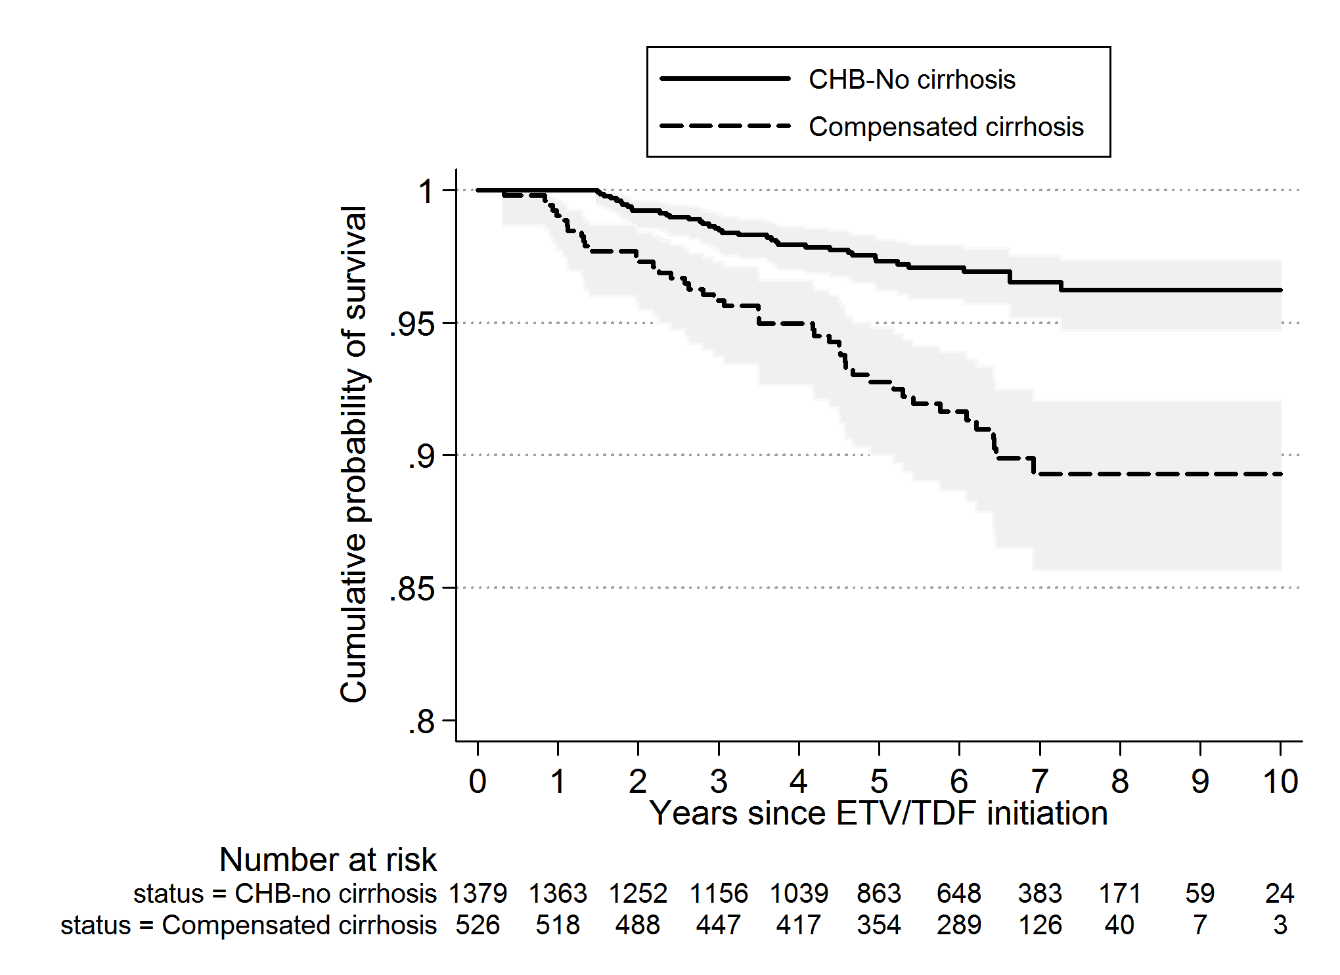 CHB-No cirrhosis
Compensated cirrhosis
Cumulative probability of survival
1
.95
.9
.85
.8
0 1 2 3 4 5 6 7 8 9 10
Years since ETV/TDF initiation
Number at risk
status = CHB-no cirrhosis 1379 1363 1252 1156 1039 863 648 383 171 59 24
status = Compensated cirrhosis 526 518 488 447 417 354 289 126 40 7 3